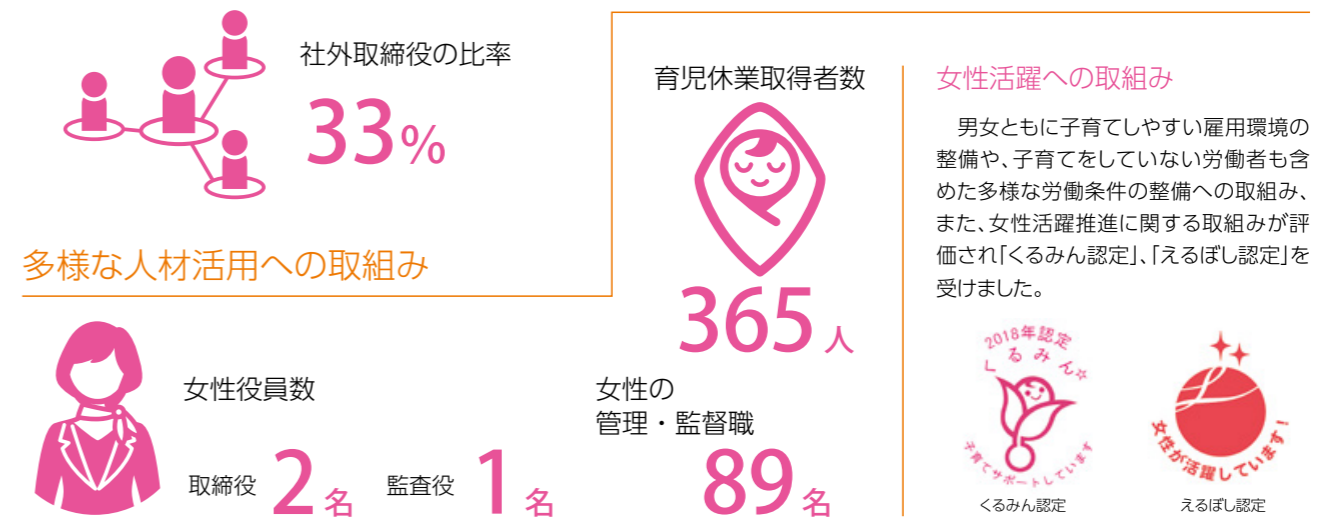 社外取締役の比率
33%
多様な人材活用への取組み
女性役員数
取締役 2名 監査役 1名
育児休業取得者数
365人
女性の
管理・監督職
89名
女性活躍への取組み
　男女ともに子育てしやすい雇用環境の
整備や、子育てをしていない労働者も含
めた多様な労働条件の整備への取組み、
また、女性活躍推進に関する取組みが評
価され「くるみん認定」、「えるぼし認定」を
受けました。
2018年認定
くるみん☆
子育てサポートしています
くるみん認定
女性が活躍しています!
えるぼし認定